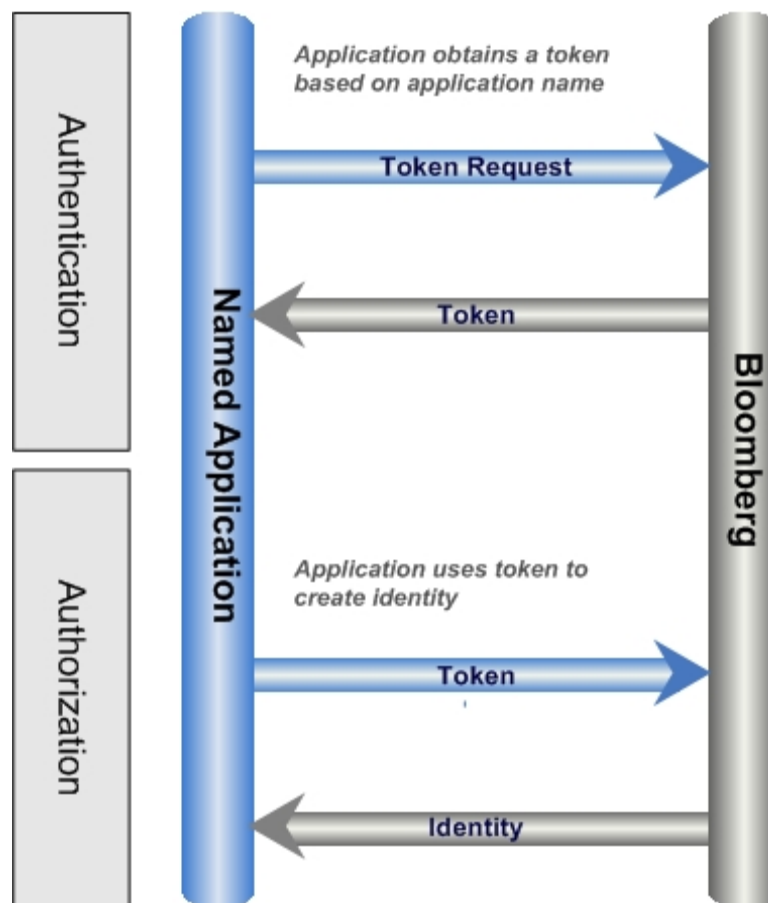 Authentication
Application obtains a token
based on application name
Token Request
Token
Named Application
Bloomberg
Authorization
Application uses token to
create identity
Token
Identity